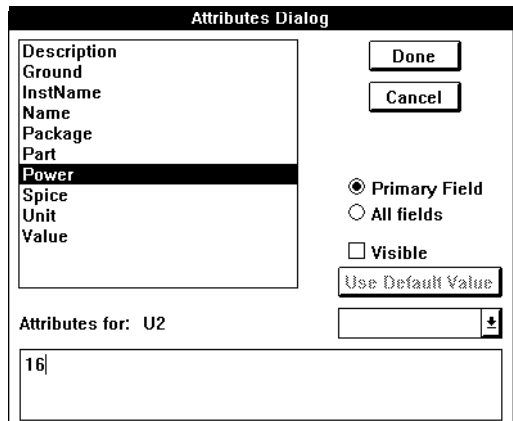 Attributes Dialog
Description
Ground
InstName
Name
Package
Part
Power
Spice
Unit
Value
Done
Cancel
Primary Field
All fields
Visible
Use Default Value
Attributes for: U2
16